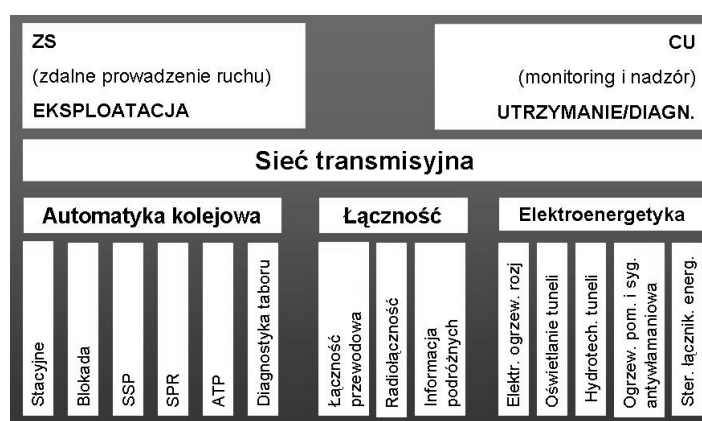 ZS
(zdalne prowadzenie ruchu)
EKSPLOATACJA
CU
(monitoring i nadzór)
UTRZYMANIE/DIAGN.
Sieć transmisyjna
Automatyka kolejowa
Stacyjne
Blokada
SSP
SPR
ATP
Diagnostyka taboru
Łączność
Łączność
przewodowa
Radiołączność
Informacja
podróżnych
Elektroenergetyka
Elektr. ogrzew. rozj
Oświetlanie tuneli
Hydrotech. tuneli
Ogrzew. pom. i syg.
antywłamaniowa
Ster. łącznik. energ.